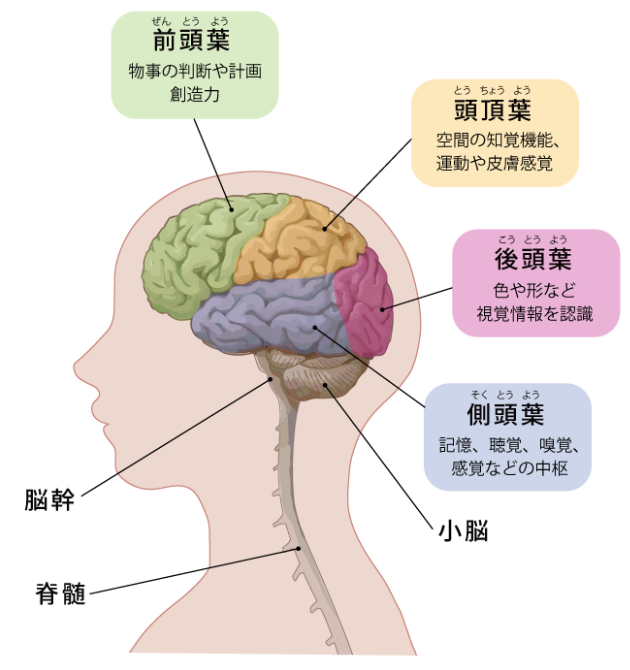 ぜん とう よう
前頭葉
物事の判断や計画
創造力
とう ちょう よう
頭頂葉
空間の知覚機能、
運動や皮膚感覚
こう とう よう
後頭葉
色や形など
視覚情報を認識
そく とう よう
側頭葉
記憶、聴覚、嗅覚、
感覚などの中枢
脳幹
小脳
脊髄